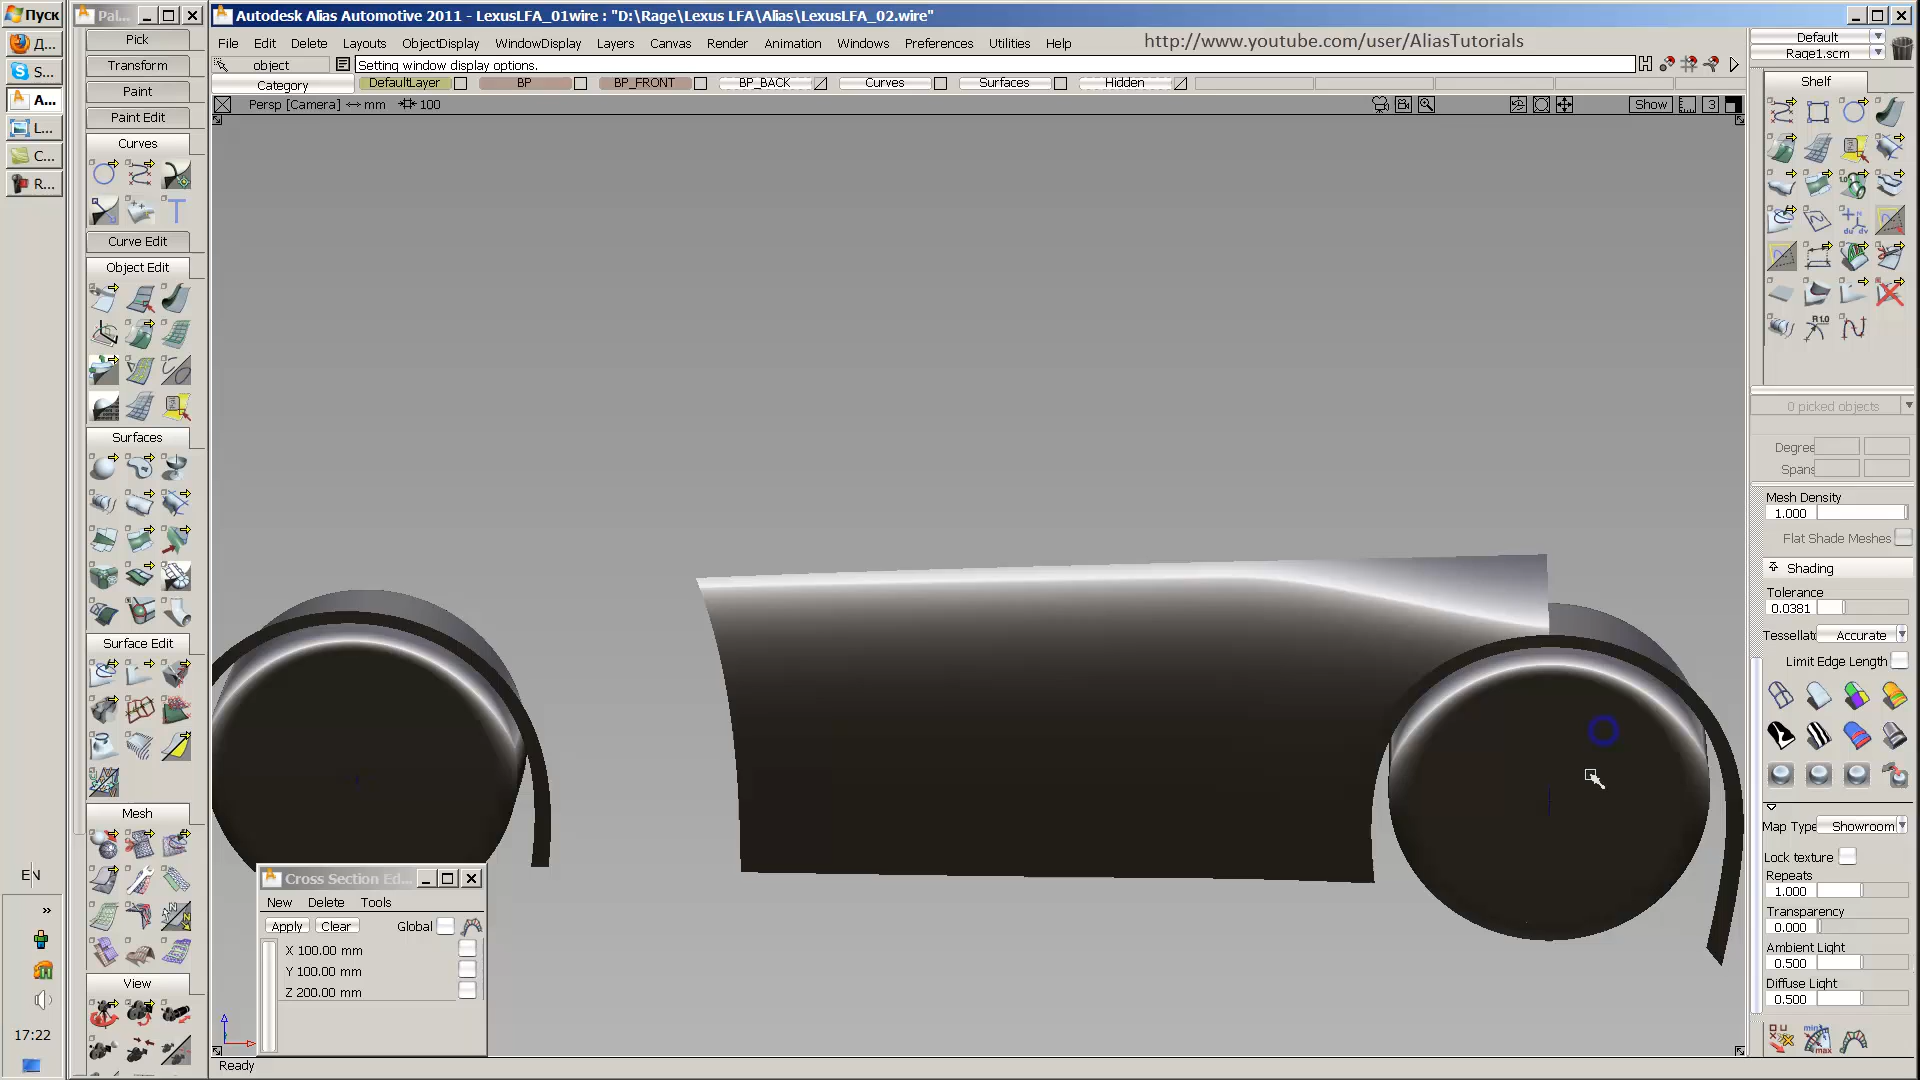 Пуск
Pal...
Autodesk Alias Automotive 2011 - LexusLFA_01wire : "D:\Rage\Lexus LFA\Alias\LexusLFA_02.wire"
File Edit Delete Layouts ObjectDisplay WindowDisplay Layers Canvas Render Animation Windows Preferences Utilities Help
http://www.youtube.com/user/AliasTutorials
object
Setting window display options.
Category DefaultLayer BP BP_FRONT BP_BACK Curves Surfaces Hidden
Persp [Camera] mm 100
Show
3
Д...
S...
A...
L...
C...
R...
EN
»
17:22
Pick
Transform
Paint
Paint Edit
Curves
Curve Edit
Object Edit
Surfaces
Surface Edit
Mesh
View
Cross Section Ed...
New Delete Tools
Apply Clear Global
X 100.00 mm
Y 100.00 mm
Z 200.00 mm
Ready
Default
Rage1.scm
Shelf
0 picked objects
Degree
Spans
Mesh Density
1.000
Flat Shade Meshes
Shading
Tolerance
0.0381
Tessellat Accurate
Limit Edge Length
Map Type Showroom
Lock texture
Repeats
1.000
Transparency
0.000
Ambient Light
0.500
Diffuse Light
0.500